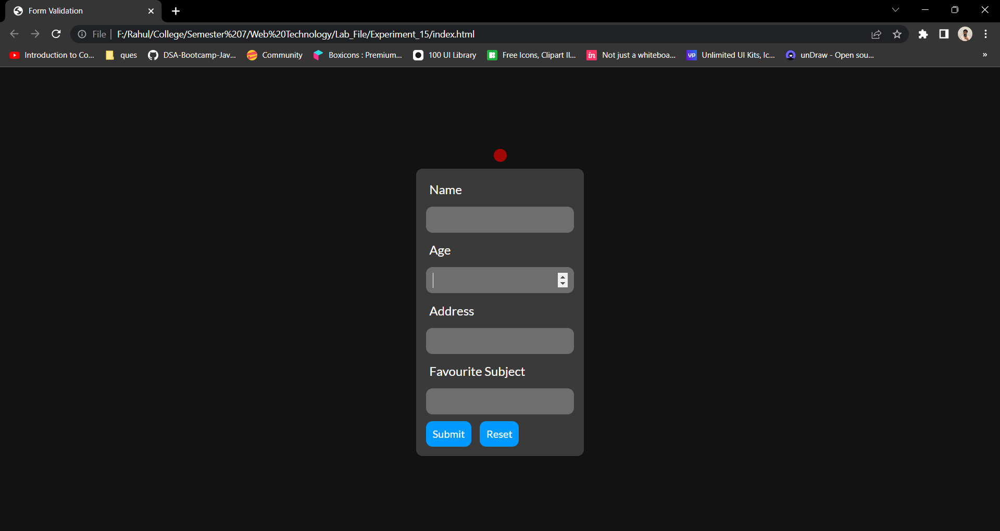 Form Validation
File F:/Rahul/College/Semester%207/Web%20Technology/Lab_File/Experiment_15/index.html
Introduction to Co... ques DSA-Bootcamp-Jav... Community Boxicons : Premium... 100 UI Library Free Icons, Clipart Il... in Not just a whiteboa... UP Unlimited UI Kits, Ic... unDraw - Open sou... »
Name
Age
Address
Favourite Subject
Submit Reset